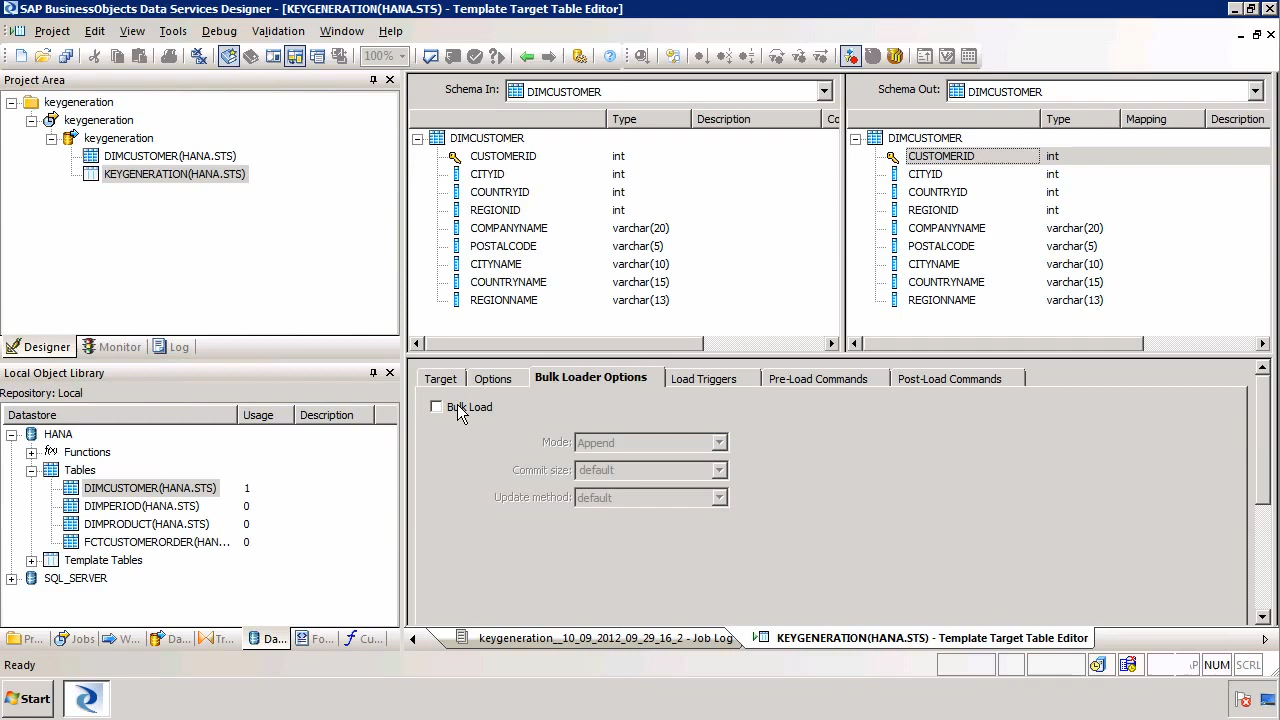 SAP BusinessObjects Data Services Designer - [KEYGENERATION(HANA.STS) - Template Target Table Editor]
Project Edit View Tools Debug Validation Window Help
100%
Project Area
keygeneration
keygeneration
keygeneration
DIMCUSTOMER(HANA.STS)
KEYGENERATION(HANA.STS)
Designer Monitor Log
Local Object Library
Repository: Local
Datastore Usage Description
HANA
Functions
Tables
DIMCUSTOMER(HANA.STS) 1
DIMPERIOD(HANA.STS) 0
DIMPRODUCT(HANA.STS) 0
FCTCUSTOMERORDER(HAN... 0
Template Tables
SQL_SERVER
Pr... Jobs W... Da... Tr... Da... Fo... Cu...
Schema In: DIMCUSTOMER
Type Description Co
DIMCUSTOMER
CUSTOMERID int
CITYID int
COUNTRYID int
REGIONID int
COMPANYNAME varchar(20)
POSTALCODE varchar(5)
CITYNAME varchar(10)
COUNTRYNAME varchar(15)
REGIONNAME varchar(13)
Schema Out: DIMCUSTOMER
Type Mapping Description
DIMCUSTOMER
CUSTOMERID int
CITYID int
COUNTRYID int
REGIONID int
COMPANYNAME varchar(20)
POSTALCODE varchar(5)
CITYNAME varchar(10)
COUNTRYNAME varchar(15)
REGIONNAME varchar(13)
Target Options Bulk Loader Options Load Triggers Pre-Load Commands Post-Load Commands
Bulk Load
Mode: Append
Commit size: default
Update method: default
keygeneration__10_09_2012_09_29_16_2 - Job Log KEYGENERATION(HANA.STS) - Template Target Table Editor
Ready NUM SCRL
Start